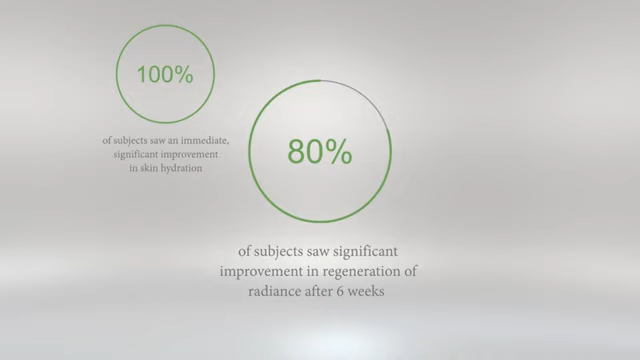 100%
of subjects saw an immediate,
significant improvement
in skin hydration
80%
of subjects saw significant
improvement in regeneration of
radiance after 6 weeks